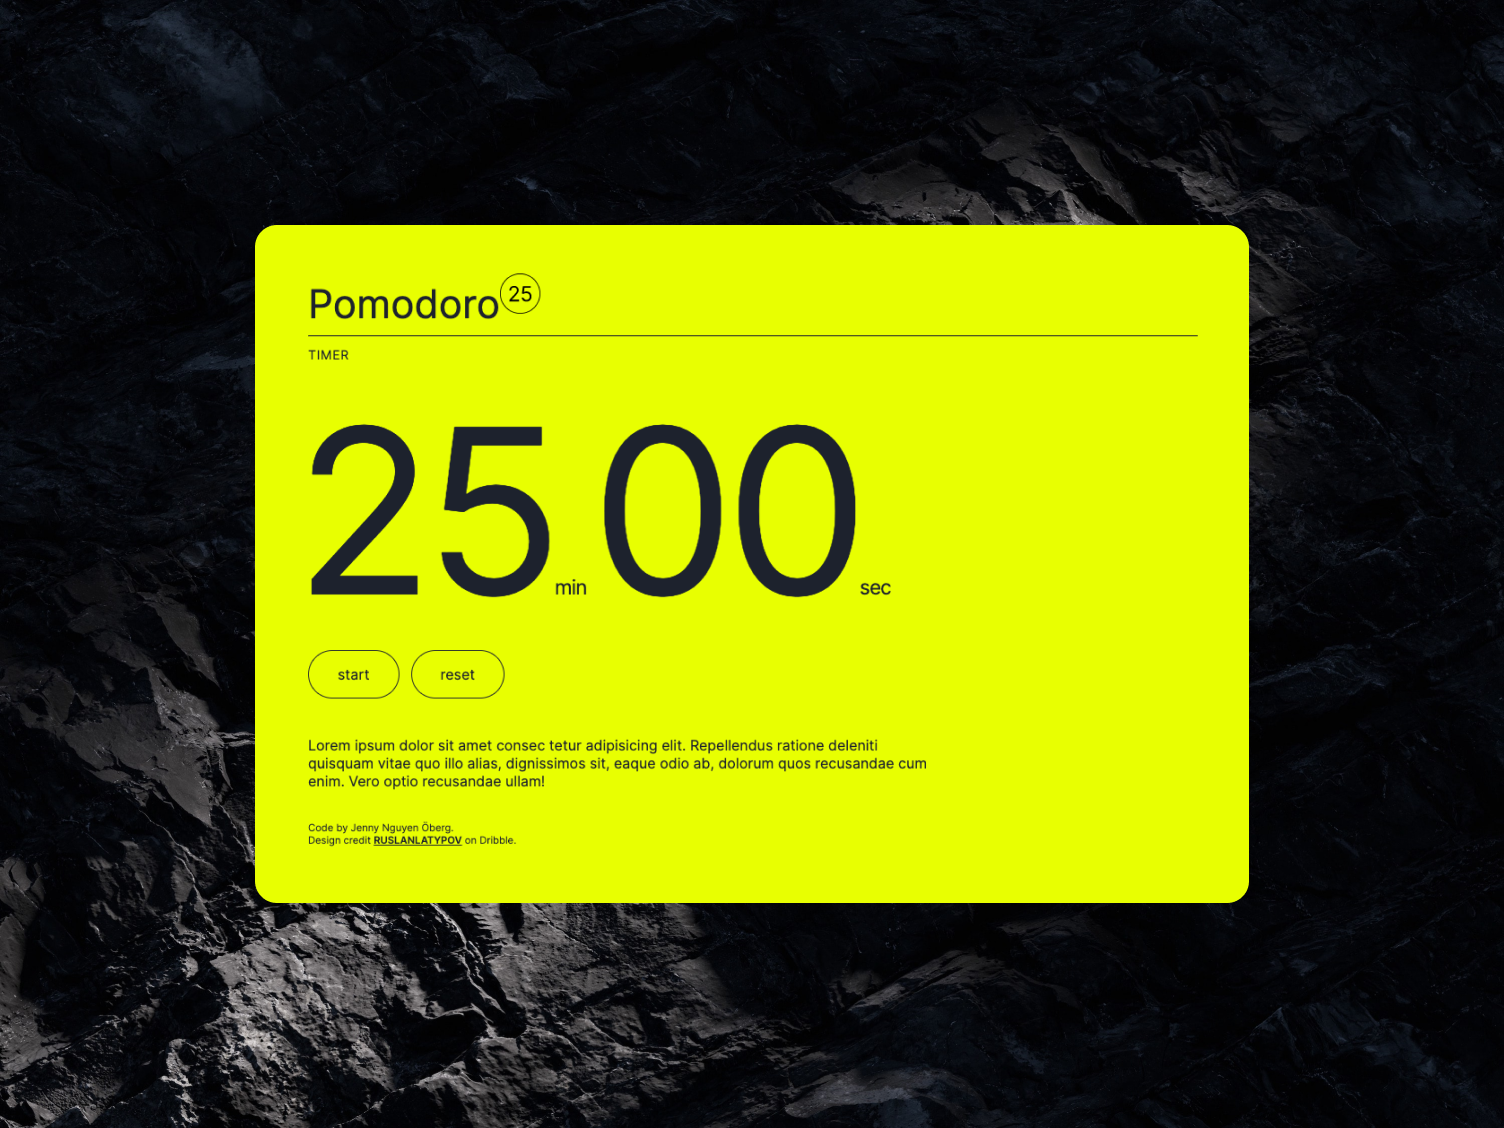 Pomodoro 25
TIMER
25 min 00 sec
start reset
Lorem ipsum dolor sit amet consec tetur adipisicing elit. Repellendus ratione deleniti
quisquam vitae quo illo alias, dignissimos sit, eaque odio ab, dolorum quos recusandae cum
enim. Vero optio recusandae ullam!
Code by Jenny Nguyen Öberg.
Design credit RUSLANLATYPOV on Dribble.